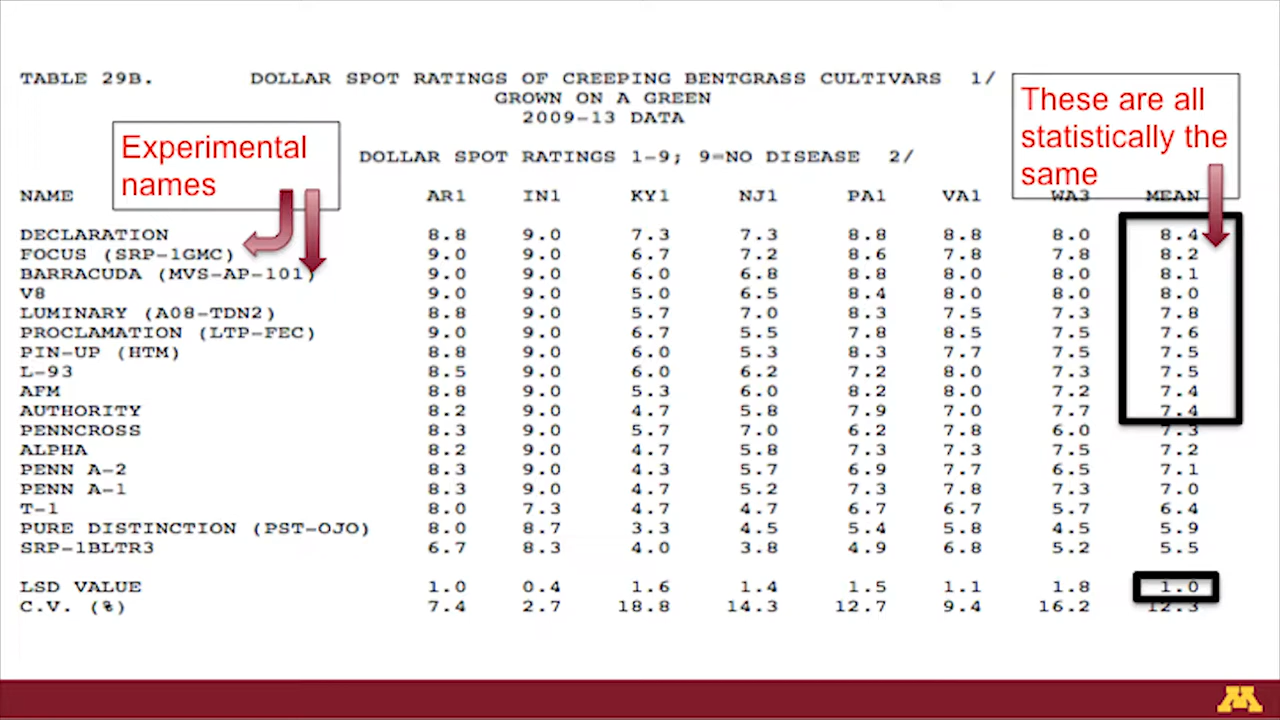 TABLE 29B. DOLLAR SPOT RATINGS OF CREEPING BENTGRASS CULTIVARS 1/
GROWN ON A GREEN
2009-13 DATA
These are all
statistically the
same
Experimental
names
DOLLAR SPOT RATINGS 1-9; 9=NO DISEASE 2/
NAME AR1 IN1 KY1 NJ1 PA1 VA1 WA3 MEAN
DECLARATION 8.8 9.0 7.3 7.3 8.8 8.8 8.0 8.4
FOCUS (SRP-1GMC) 9.0 9.0 6.7 7.2 8.6 7.8 7.8 8.2
BARRACUDA (MVS-AP-101) 9.0 9.0 6.0 6.8 8.8 8.0 8.0 8.1
V8 9.0 9.0 5.0 6.5 8.4 8.0 8.0 8.0
LUMINARY (A08-TDN2) 8.8 9.0 5.7 7.0 8.3 7.5 7.3 7.8
PROCLAMATION (LTP-FEC) 9.0 9.0 6.7 5.5 7.8 8.5 7.5 7.6
PIN-UP (HTM) 8.8 9.0 6.0 5.3 8.3 7.7 7.5 7.5
L-93 8.5 9.0 6.0 6.2 7.2 8.0 7.3 7.5
AFM 8.8 9.0 5.3 6.0 8.2 8.0 7.2 7.4
AUTHORITY 8.2 9.0 4.7 5.8 7.9 7.0 7.7 7.4
PENNCROSS 8.3 9.0 5.7 7.0 6.2 7.8 6.0 7.3
ALPHA 8.2 9.0 4.7 5.8 7.3 7.3 7.5 7.2
PENN A-2 8.3 9.0 4.3 5.7 6.9 7.7 6.5 7.1
PENN A-1 8.3 9.0 4.7 5.2 7.3 7.8 7.3 7.0
T-1 8.0 7.3 4.7 4.7 6.7 6.7 5.7 6.4
PURE DISTINCTION (PST-OJO) 8.0 8.7 3.3 4.5 5.4 5.8 4.5 5.9
SRP-1BLTR3 6.7 8.3 4.0 3.8 4.9 6.8 5.2 5.5
LSD VALUE 1.0 0.4 1.6 1.4 1.5 1.1 1.8 1.0
C.V. (%) 7.4 2.7 18.8 14.3 12.7 9.4 16.2 12.3
M